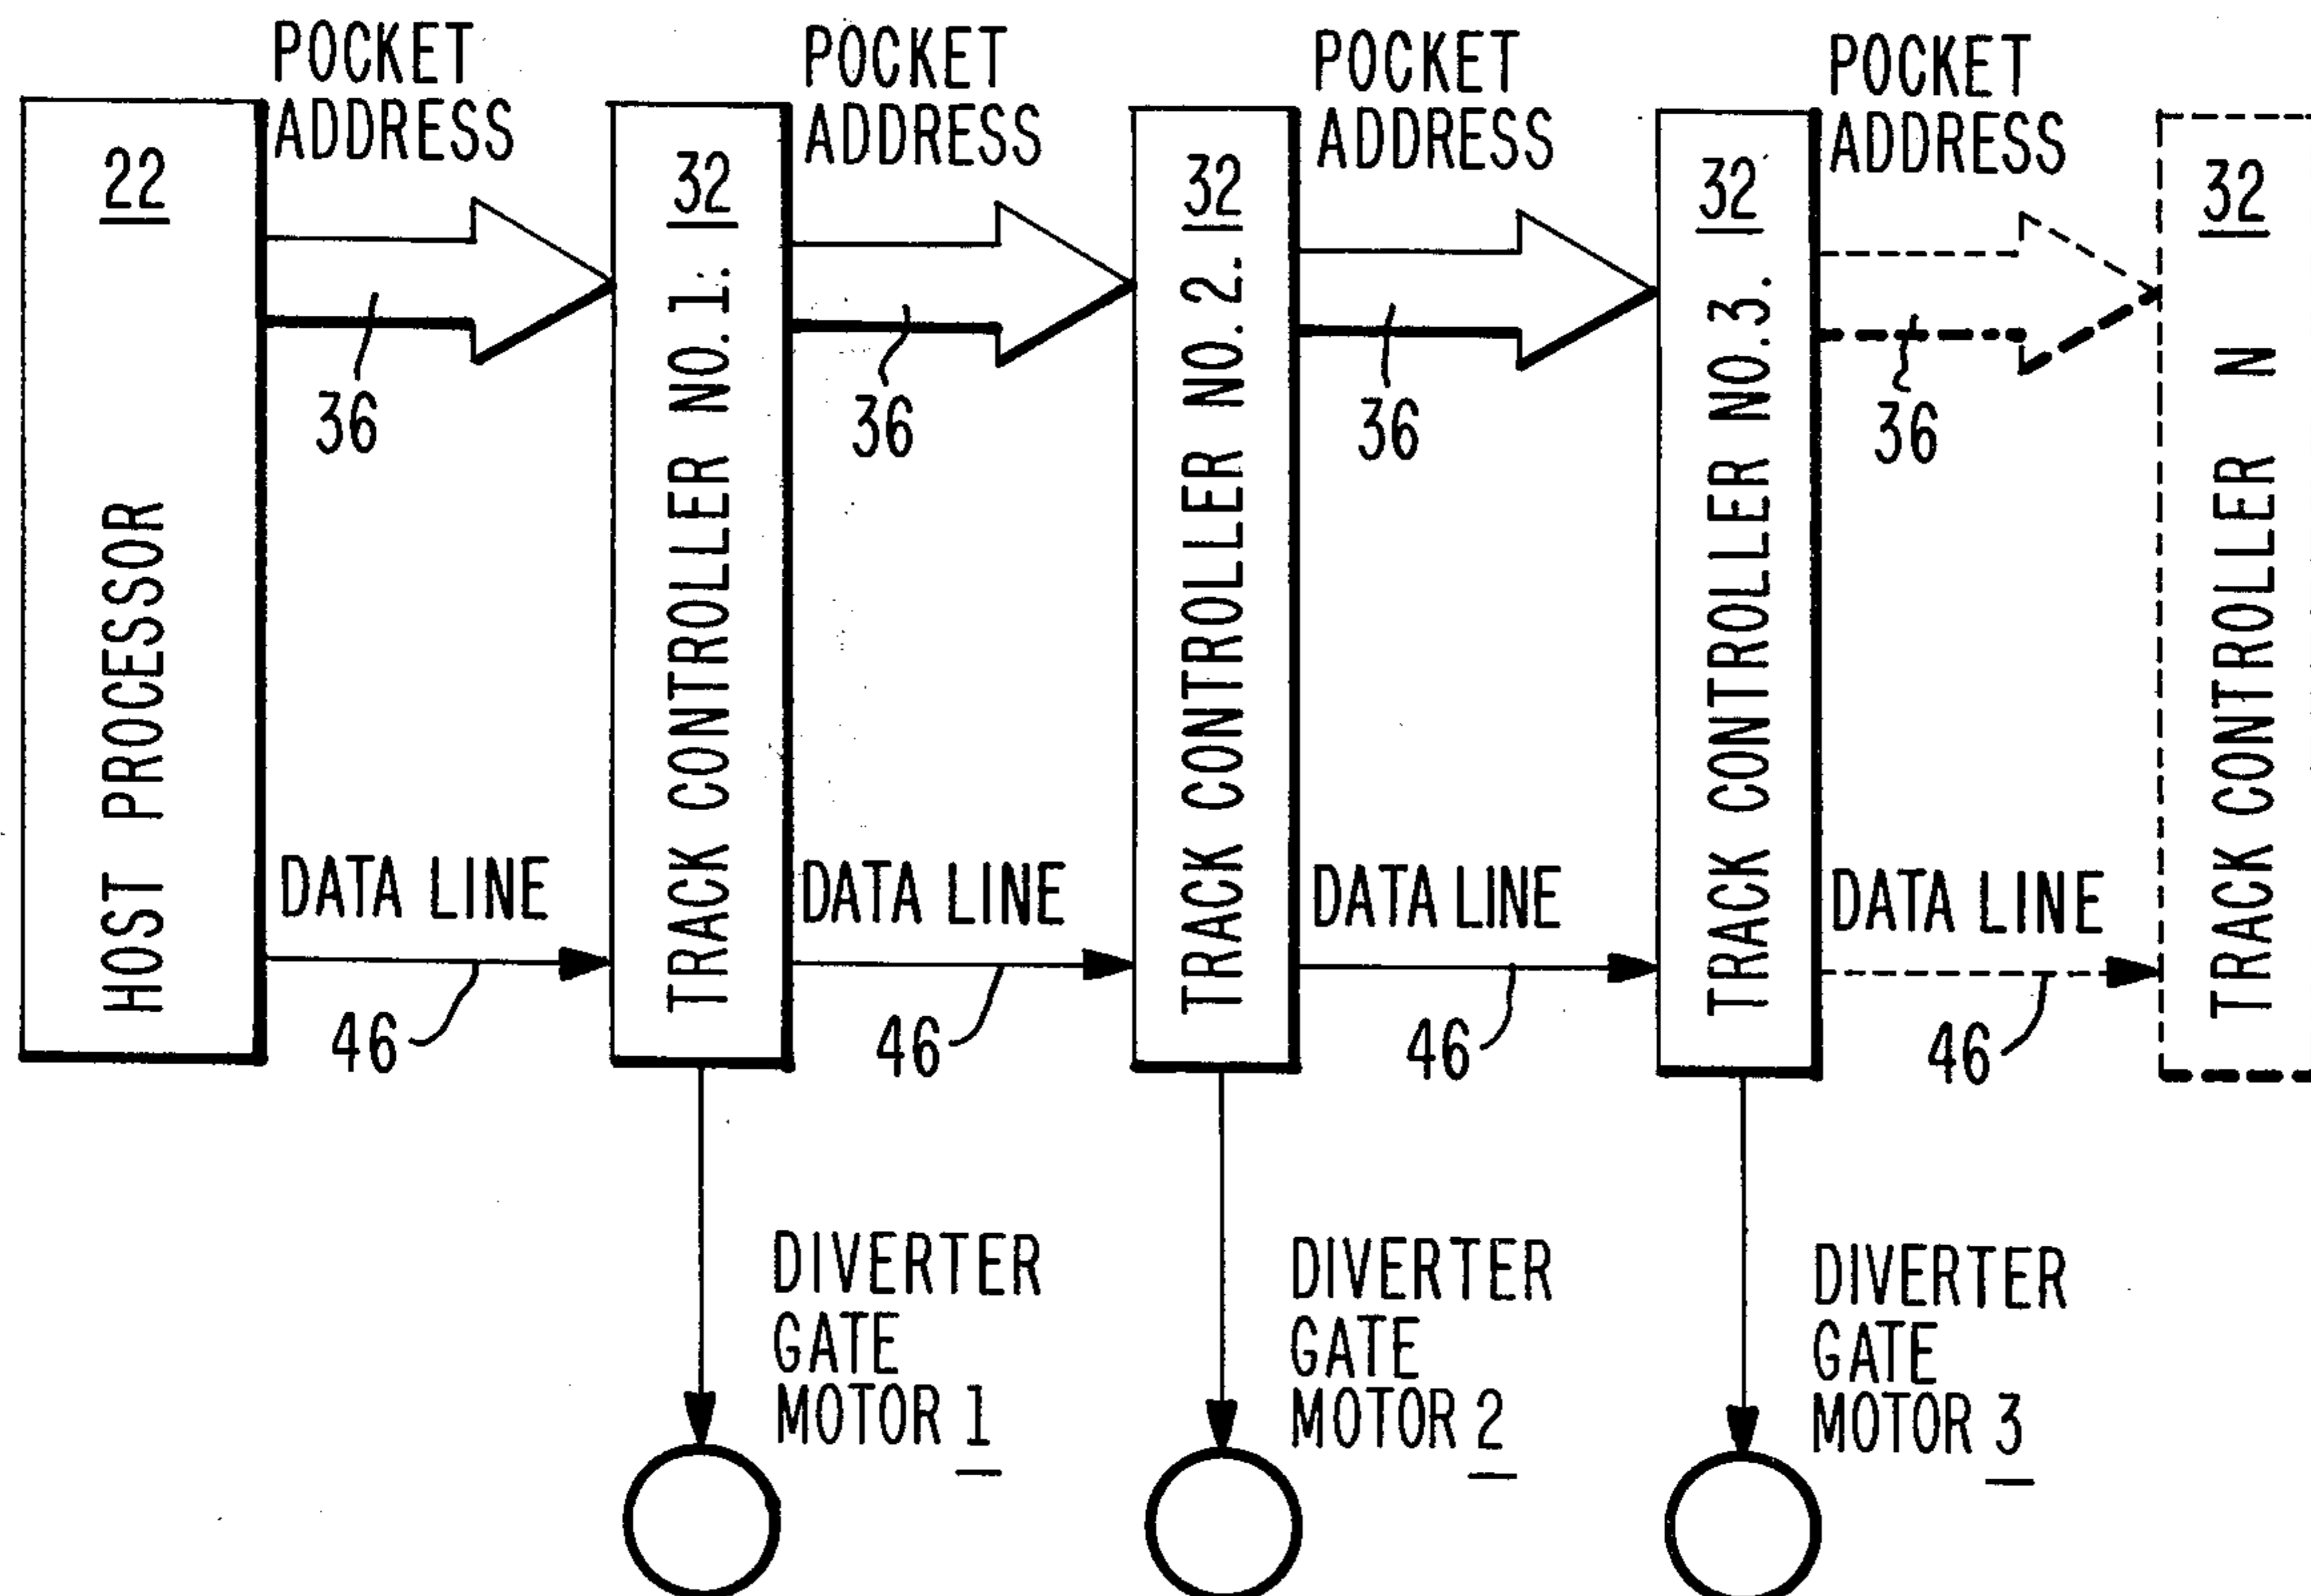 POCKET
ADDRESS
POCKET
ADDRESS
POCKET
ADDRESS
POCKET
ADDRESS
22
32
32
32
32
36
36
36
36
HOST PROCESSOR
TRACK CONTROLLER NO.1.
TRACK CONTROLLER NO.2.
TRACK CONTROLLER NO.3.
TRACK CONTROLLER N
DATA LINE
DATA LINE
DATA LINE
DATA LINE
46
46
46
46
DIVERTER
GATE
MOTOR 1
DIVERTER
GATE
MOTOR 2
DIVERTER
GATE
MOTOR 3